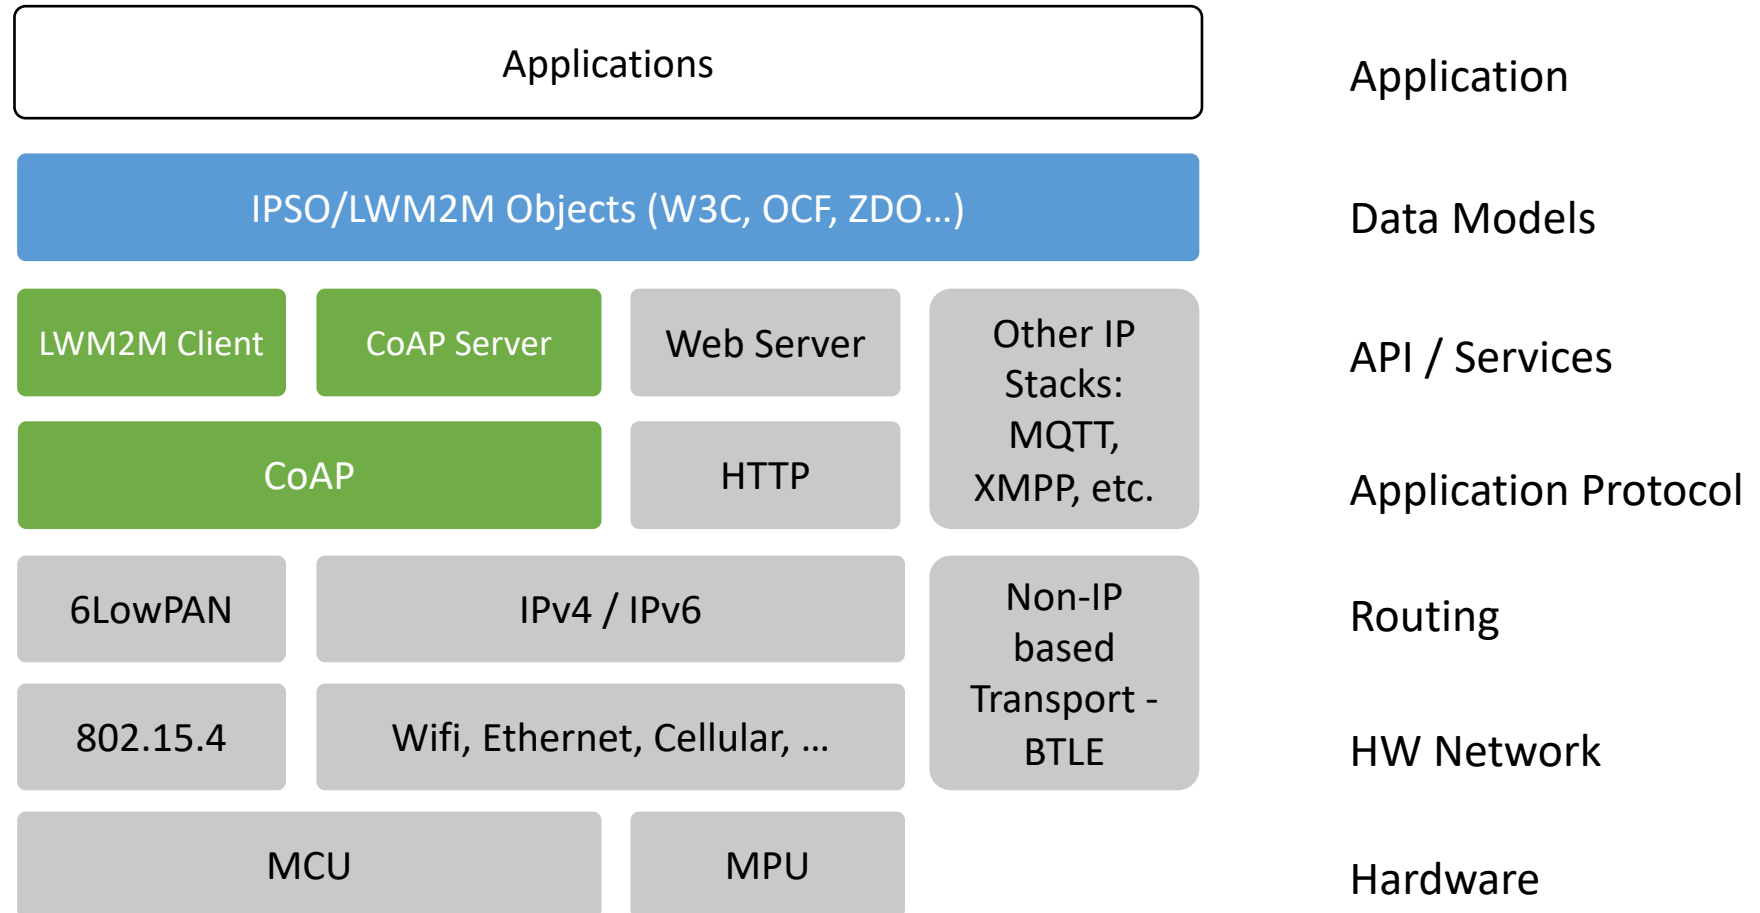 Applications
Application
IPSO/LWM2M Objects (W3C, OCF, ZDO…)
Data Models
LWM2M Client
CoAP Server
Web Server
Other IP
Stacks:
MQTT,
XMPP, etc.
API / Services
CoAP
HTTP
Application Protocol
6LowPAN
IPv4 / IPv6
Non-IP
based
Transport -
BTLE
Routing
802.15.4
Wifi, Ethernet, Cellular, …
HW Network
MCU
MPU
Hardware